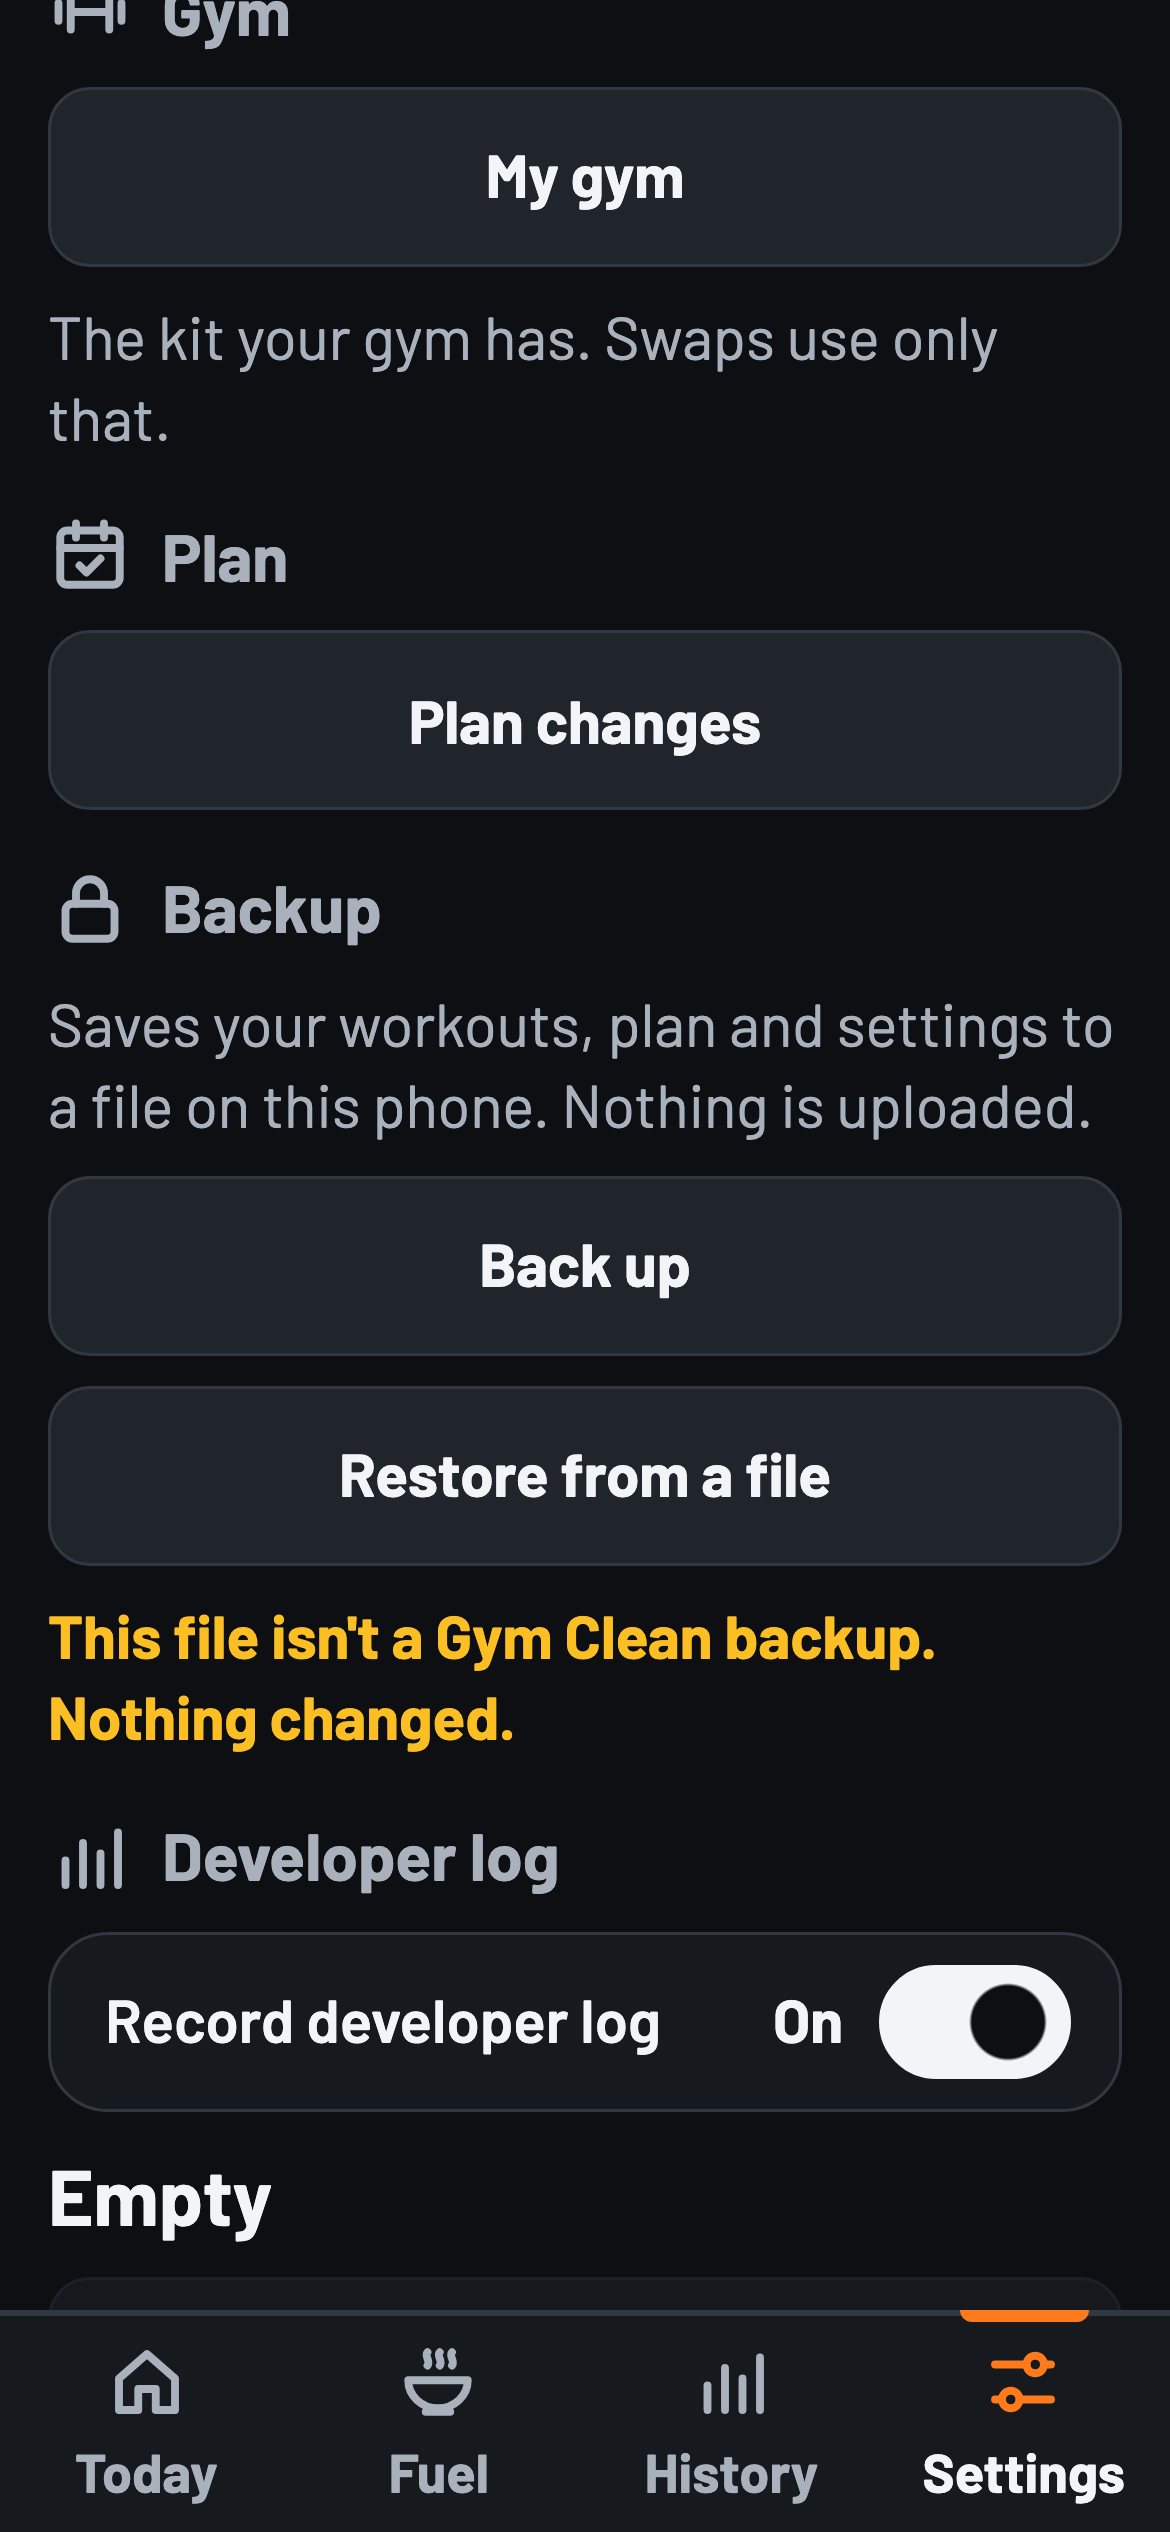 Gym
My gym
The kit your gym has. Swaps use only
that.
Plan
Plan changes
Backup
Saves your workouts, plan and settings to
a file on this phone. Nothing is uploaded.
Back up
Restore from a file
This file isn't a Gym Clean backup.
Nothing changed.
Developer log
Record developer log On
Empty
Today Fuel History Settings